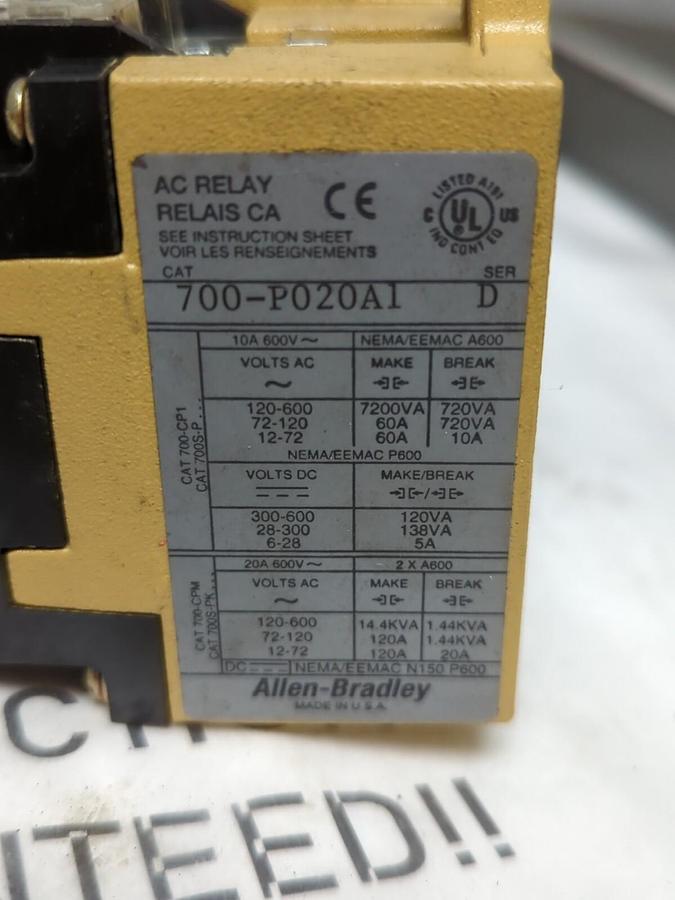 AC RELAY
RELAIS CA
CE
SEE INSTRUCTION SHEET
VOIR LES RENSEIGNEMENTS
LISTED A181
C UL US
IND CONT EQ
CAT SER
700-P020A1 D
10A 600V~ NEMA/EEMAC A600
VOLTS AC MAKE BREAK
~
120-600 7200VA 720VA
72-120 60A 720VA
12-72 60A 10A
CAT 700-CP1
CAT 700S-P...
NEMA/EEMAC P600
VOLTS DC MAKE/BREAK
300-600 120VA
28-300 138VA
6-28 5A
20A 600V~ 2 X A600
VOLTS AC MAKE BREAK
~
120-600 14.4KVA 1.44KVA
72-120 120A 1.44KVA
12-72 120A 20A
CAT 700-CPM
CAT 700S-PK...
DC NEMA/EEMAC N150 P600
Allen-Bradley
MADE IN U.S.A.
NTEED!!